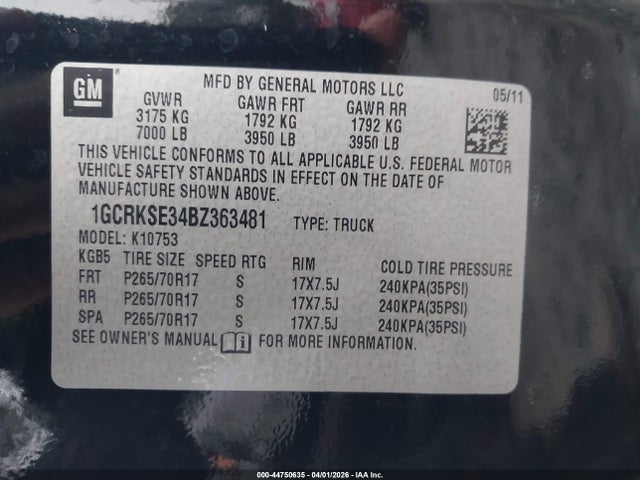 GM
MFD BY GENERAL MOTORS LLC
05/11
GVWR GAWR FRT GAWR RR
3175 KG 1792 KG 1792 KG
7000 LB 3950 LB 3950 LB
THIS VEHICLE CONFORMS TO ALL APPLICABLE U.S. FEDERAL MOTOR
VEHICLE SAFETY STANDARDS IN EFFECT ON THE DATE OF
MANUFACTURE SHOWN ABOVE.
1GCRKSE34BZ363481 TYPE: TRUCK
MODEL: K10753
KGB5 TIRE SIZE SPEED RTG RIM COLD TIRE PRESSURE
FRT P265/70R17 S 17X7.5J 240KPA(35PSI)
RR P265/70R17 S 17X7.5J 240KPA(35PSI)
SPA P265/70R17 S 17X7.5J 240KPA(35PSI)
SEE OWNER'S MANUAL i FOR MORE INFORMATION.
000-44750635 - 04/01/2026 - IAA Inc.